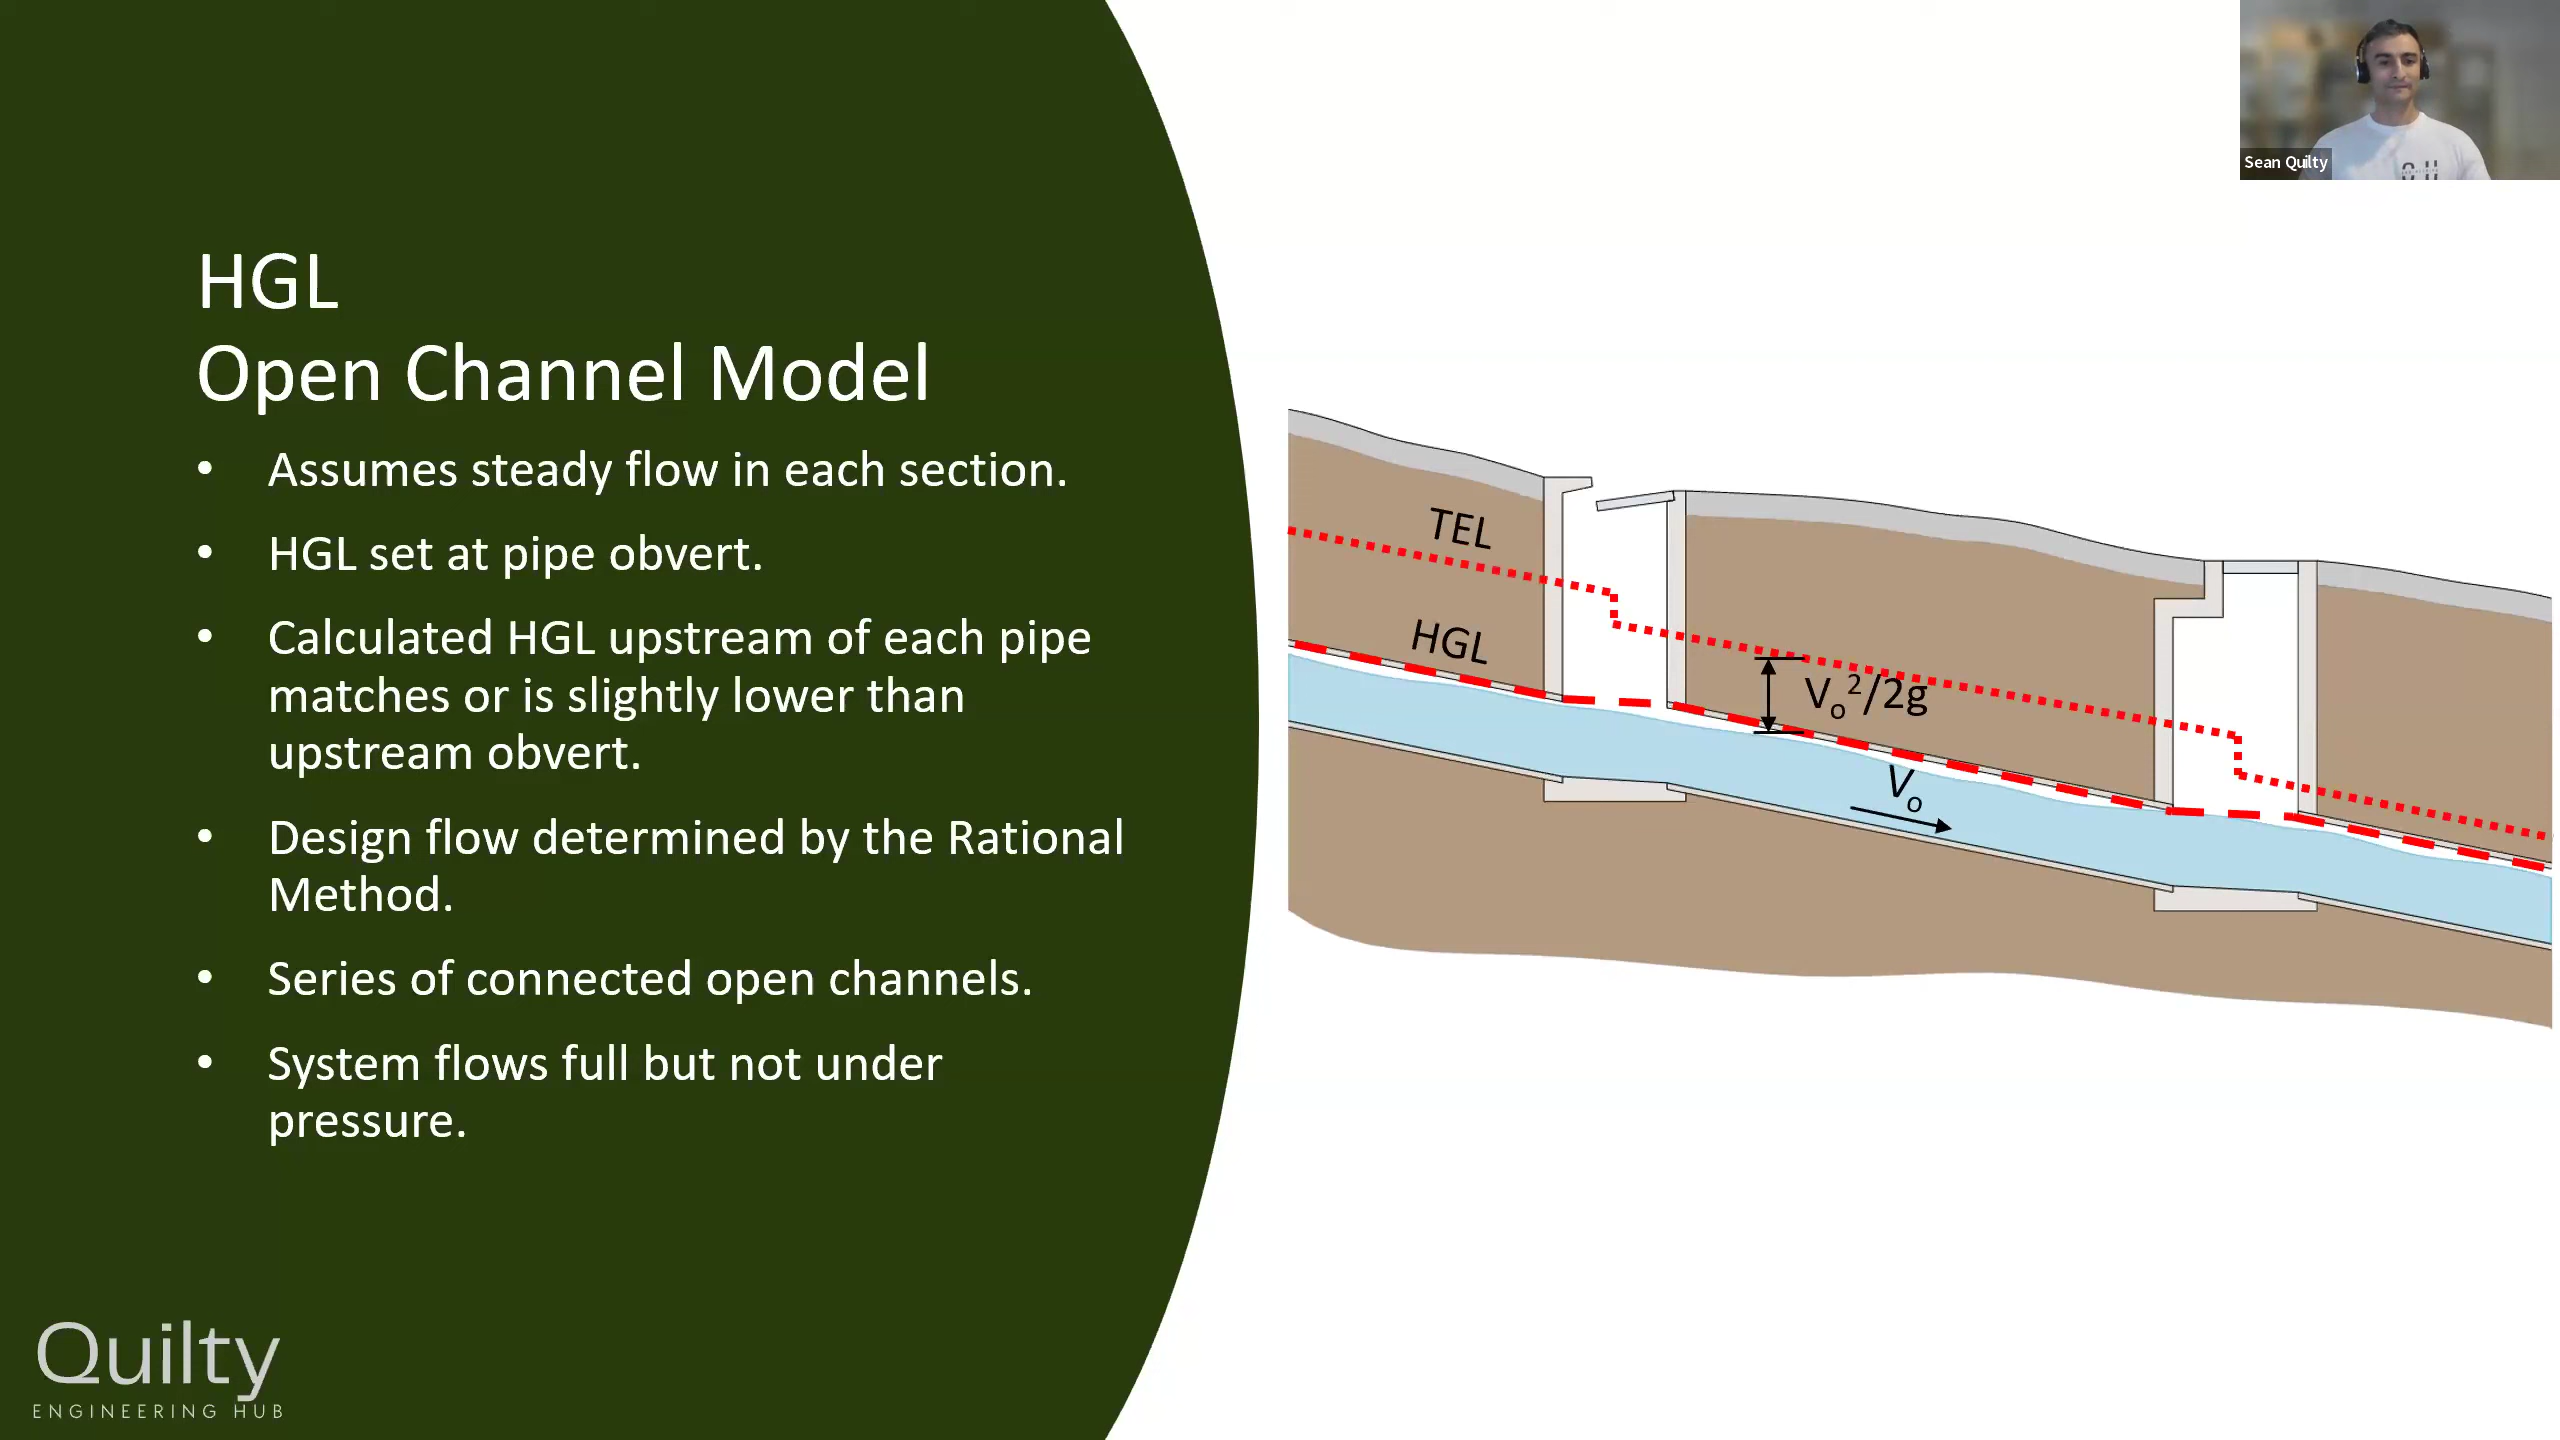 Sean Quilty
HGL
Open Channel Model
• Assumes steady flow in each section.
• HGL set at pipe obvert.
• Calculated HGL upstream of each pipe
matches or is slightly lower than
upstream obvert.
• Design flow determined by the Rational
Method.
• Series of connected open channels.
• System flows full but not under
pressure.
TEL
HGL
Vo²/2g
Vo
Quilty
ENGINEERING HUB